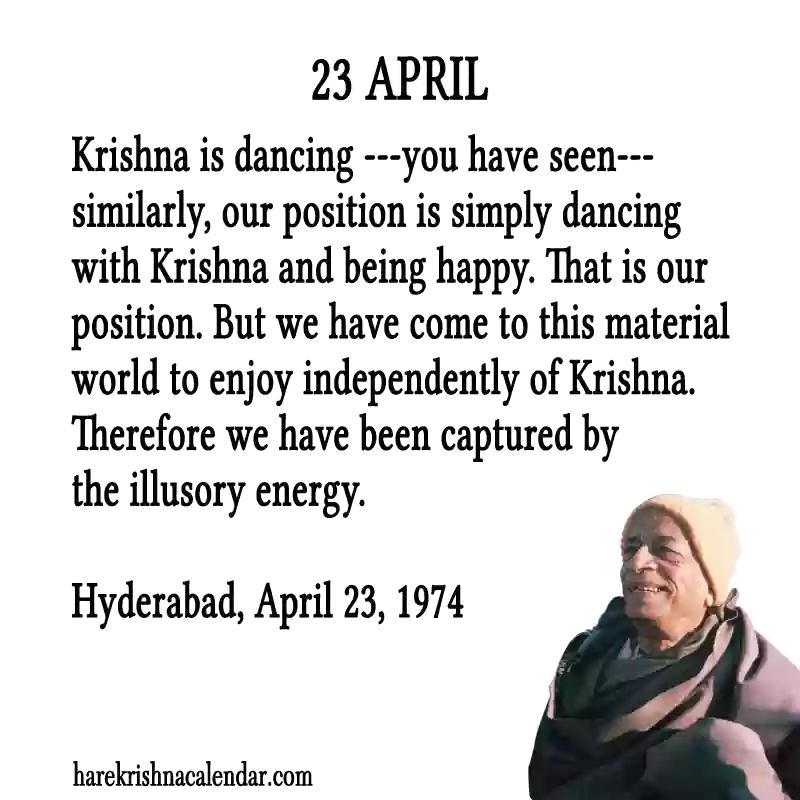 23 APRIL
Krishna is dancing ---you have seen---
similarly, our position is simply dancing
with Krishna and being happy. That is our
position. But we have come to this material
world to enjoy independently of Krishna.
Therefore we have been captured by
the illusory energy.
Hyderabad, April 23, 1974
harekrishnacalendar.com